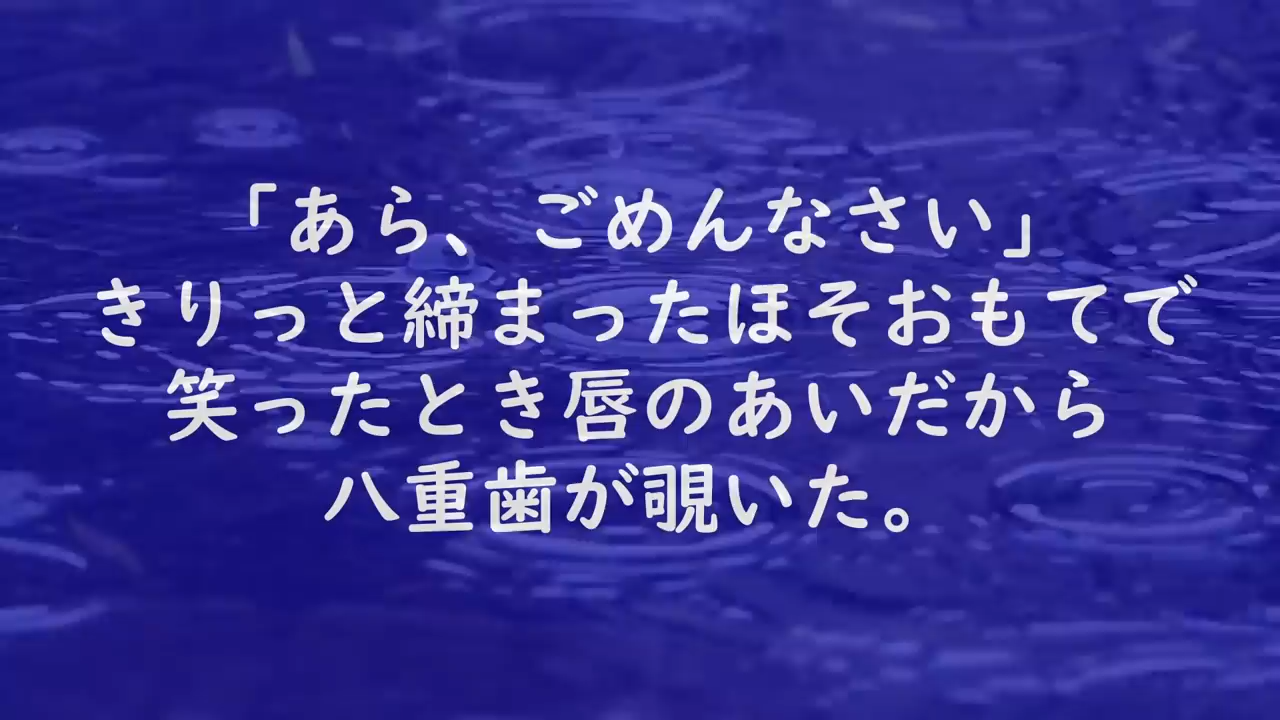 「あら、ごめんなさい」
きりっと締まったほそおもてで
笑ったとき唇のあいだから
八重歯が覗いた。